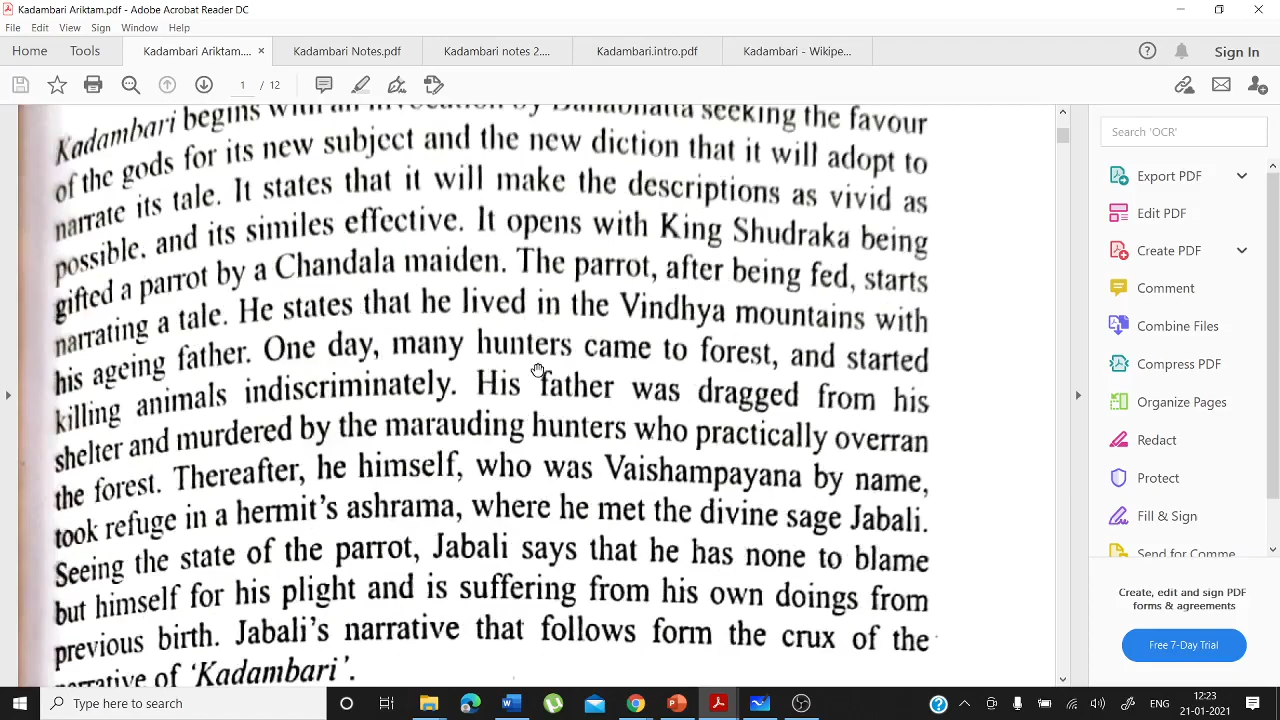 Kadambari Ariktam.pdf - Adobe Acrobat Reader DC
File Edit View Sign Window Help
Home Tools Kadambari Ariktam.... × Kadambari Notes.pdf Kadambari notes 2.... Kadambari.intro.pdf Kadambari - Wikipe... Sign In
1 / 12
Kadambari begins with an invocation by Banabhatta seeking the favour
of the gods for its new subject and the new diction that it will adopt to
narrate its tale. It states that it will make the descriptions as vivid as
possible. and its similes effective. It opens with King Shudraka being
gifted a parrot by a Chandala maiden. The parrot, after being fed, starts
narrating a tale. He states that he lived in the Vindhya mountains with
his ageing father. One day, many hunters came to forest, and started
killing animals indiscriminately. His father was dragged from his
shelter and murdered by the marauding hunters who practically overran
the forest. Thereafter, he himself, who was Vaishampayana by name,
took refuge in a hermit's ashrama, where he met the divine sage Jabali.
Seeing the state of the parrot, Jabali says that he has none to blame
but himself for his plight and is suffering from his own doings from
previous birth. Jabali's narrative that follows form the crux of the
narrative of 'Kadambari'.
Search 'OCR'
Export PDF
Edit PDF
Create PDF
Comment
Combine Files
Compress PDF
Organize Pages
Redact
Protect
Fill & Sign
Send for Comme
Create, edit and sign PDF
forms & agreements
Free 7-Day Trial
Type here to search
ENG
12:23
21-01-2021